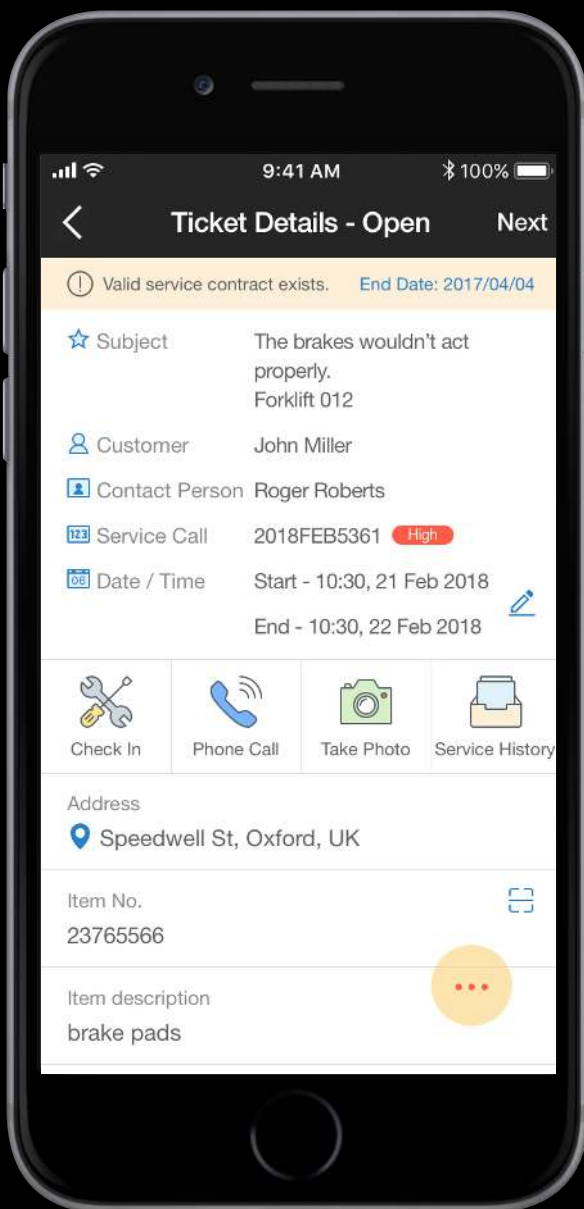 9:41 AM
100%
Ticket Details - Open
Next
Valid service contract exists.
End Date: 2017/04/04
Subject
The brakes wouldn't act
properly.
Forklift 012
Customer
John Miller
Contact Person
Roger Roberts
123
Service Call
2018FEB5361
High
06
Date / Time
Start - 10:30, 21 Feb 2018
End - 10:30, 22 Feb 2018
Check In
Phone Call
Take Photo
Service History
Address
Speedwell St, Oxford, UK
Item No.
23765566
Item description
brake pads